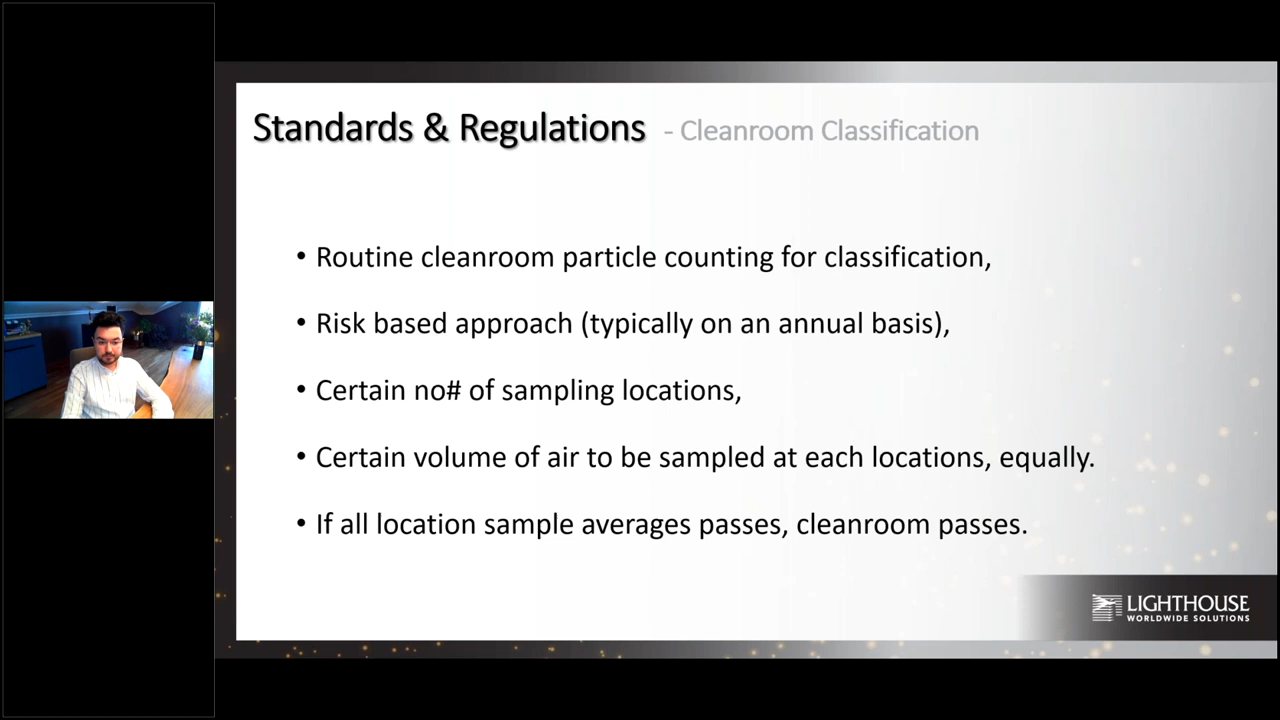 Standards & Regulations - Cleanroom Classification
• Routine cleanroom particle counting for classification,
• Risk based approach (typically on an annual basis),
• Certain no# of sampling locations,
• Certain volume of air to be sampled at each locations, equally.
• If all location sample averages passes, cleanroom passes.
LIGHTHOUSE
WORLDWIDE SOLUTIONS